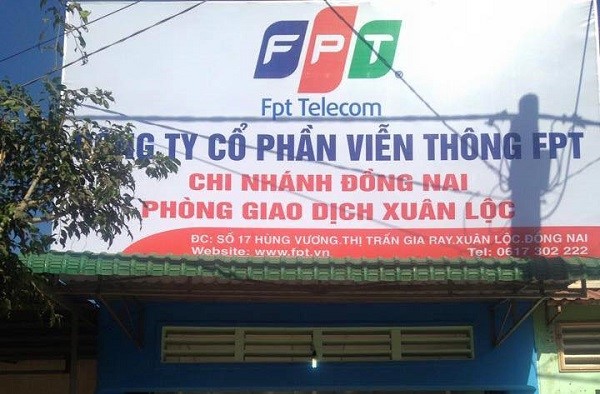 FPT
Fpt Telecom
CÔNG TY CỔ PHẦN VIỄN THÔNG FPT
CHI NHÁNH ĐỒNG NAI
PHÒNG GIAO DỊCH XUÂN LỘC
ĐC: SỐ 17 HÙNG VƯƠNG.THỊ TRẤN GIA RAY.XUÂN LỘC.ĐỒNG NAI
Website: www.fpt.vn Tel: 0617 302 222